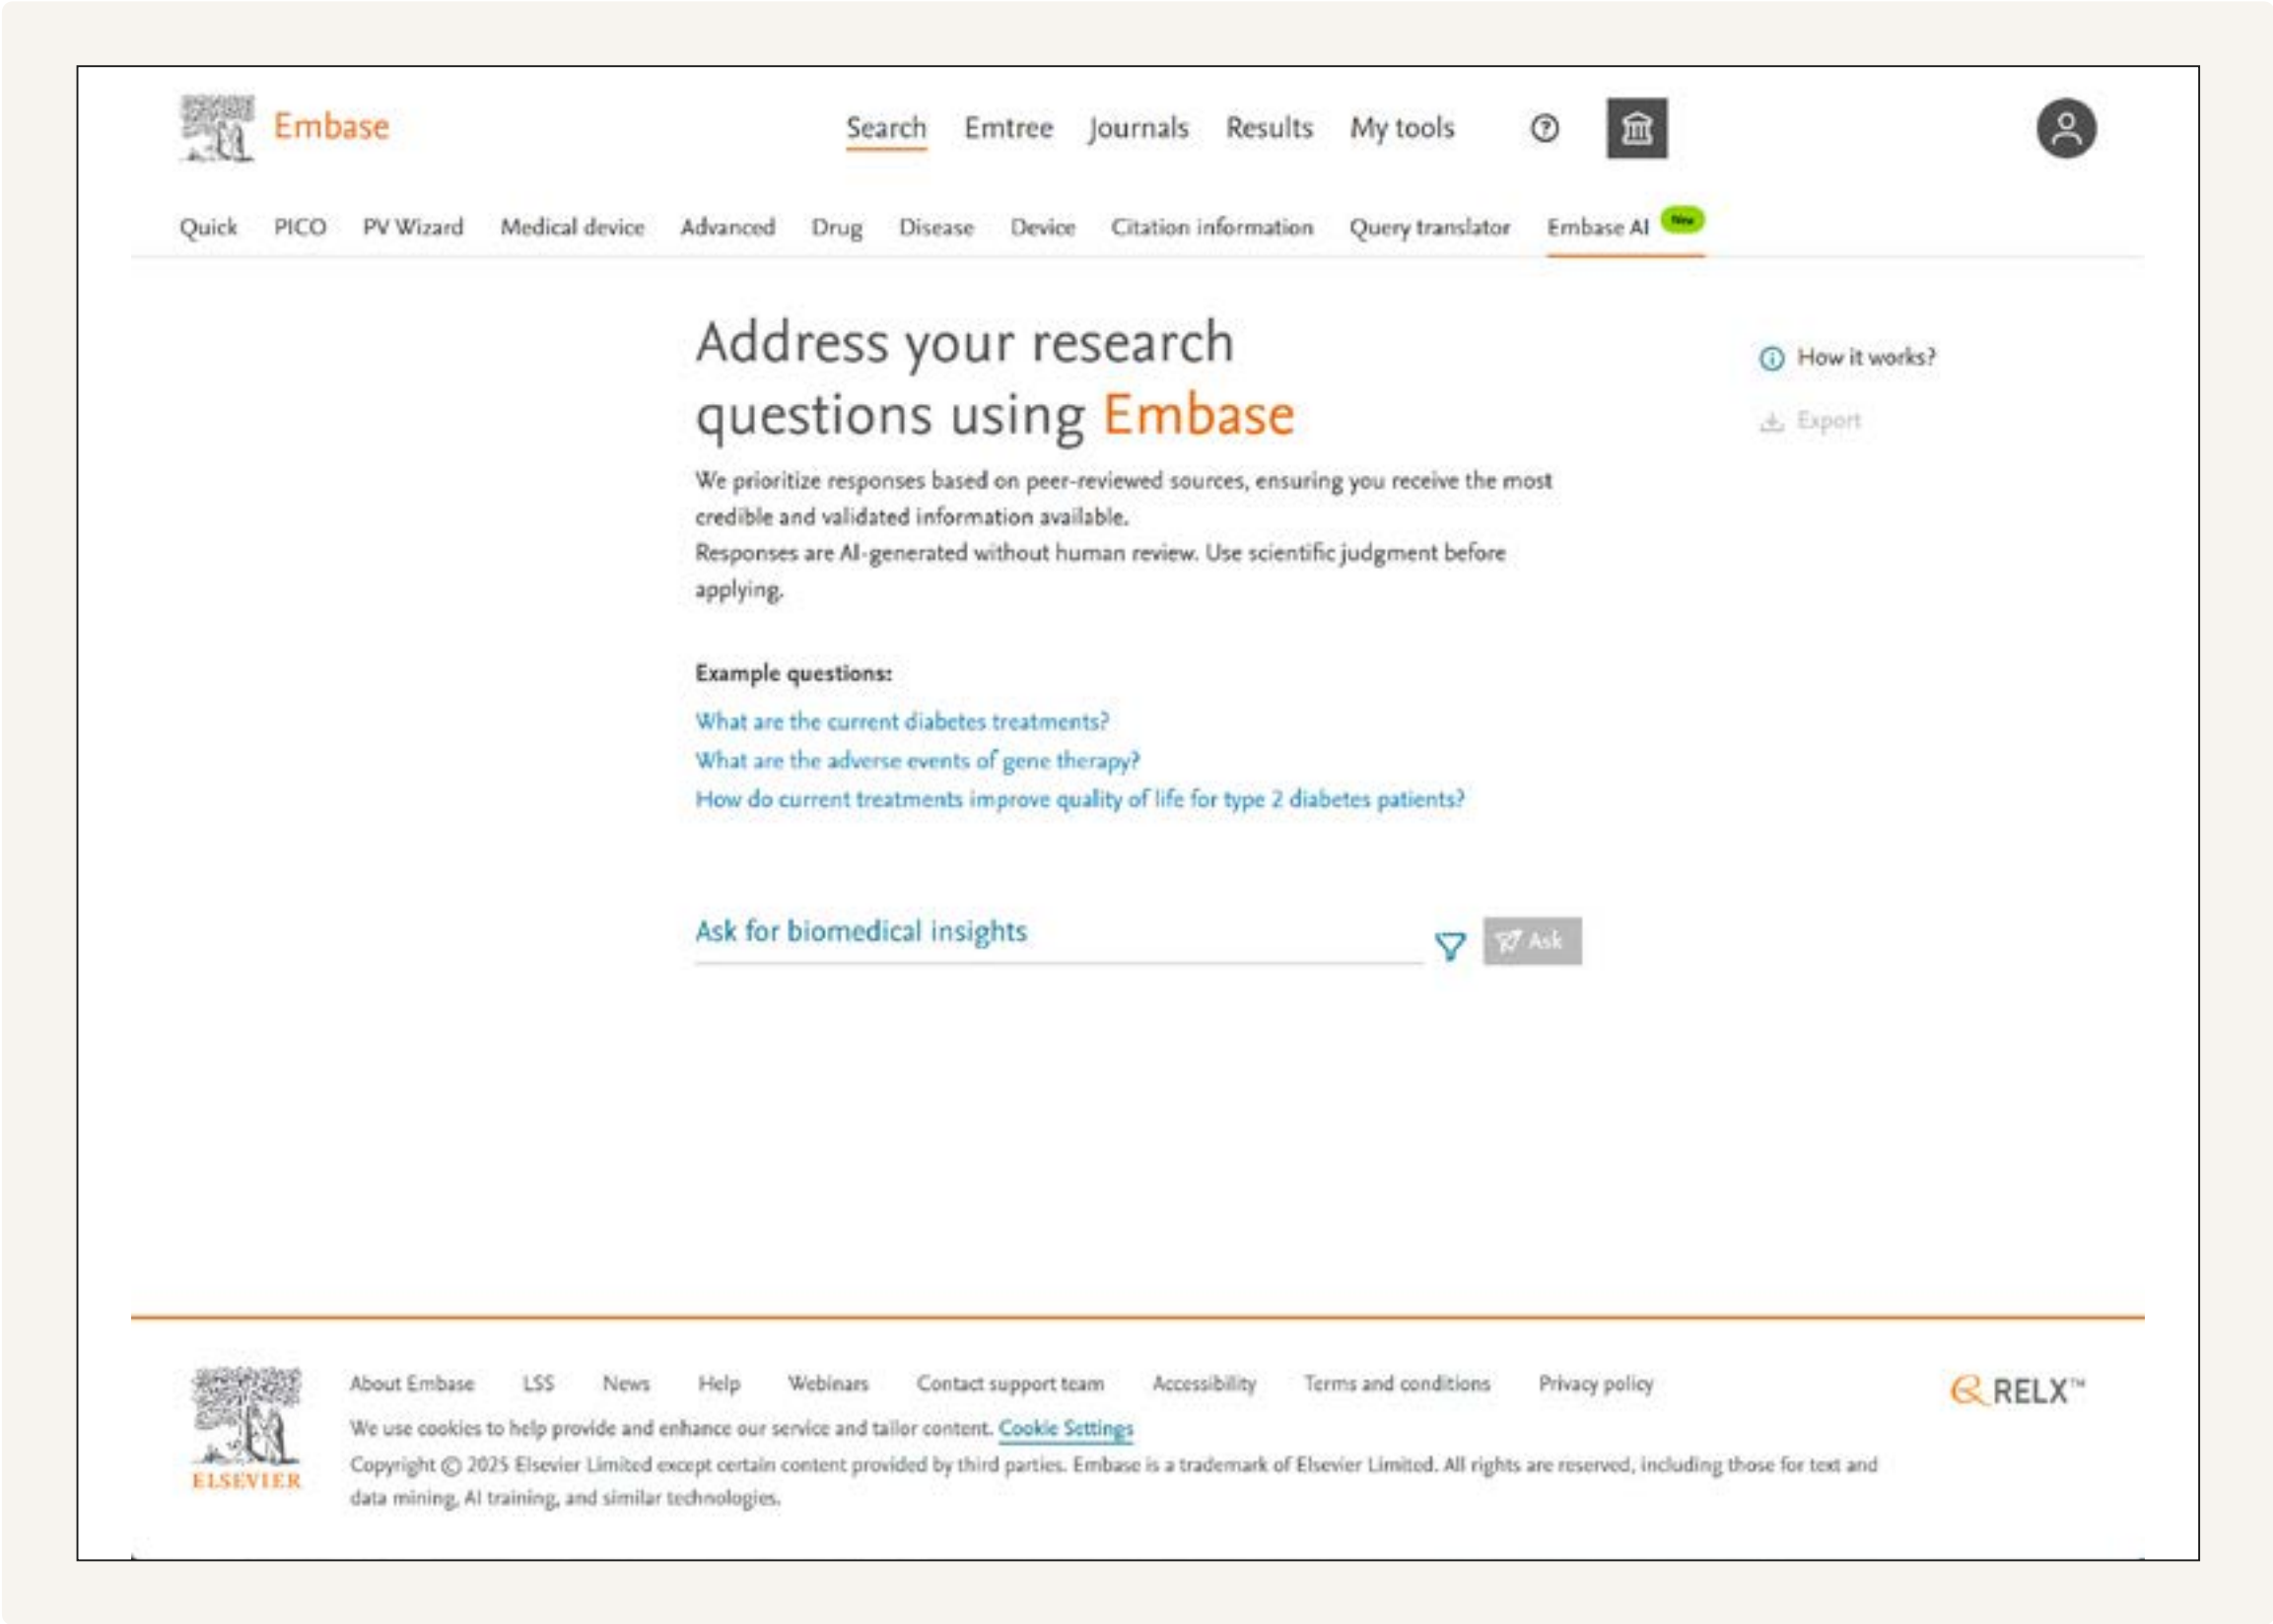 Embase
Search Emtree Journals Results My tools
Quick PICO PV Wizard Medical device Advanced Drug Disease Device Citation information Query translator Embase AI New
Address your research
questions using Embase
How it works?
Export
We prioritize responses based on peer-reviewed sources, ensuring you receive the most
credible and validated information available.
Responses are AI-generated without human review. Use scientific judgment before
applying.
Example questions:
What are the current diabetes treatments?
What are the adverse events of gene therapy?
How do current treatments improve quality of life for type 2 diabetes patients?
Ask for biomedical insights
Ask
About Embase LSS News Help Webinars Contact support team Accessibility Terms and conditions Privacy policy
RELX™
We use cookies to help provide and enhance our service and tailor content. Cookie Settings
Copyright © 2025 Elsevier Limited except certain content provided by third parties. Embase is a trademark of Elsevier Limited. All rights are reserved, including those for text and
data mining, AI training, and similar technologies.
ELSEVIER